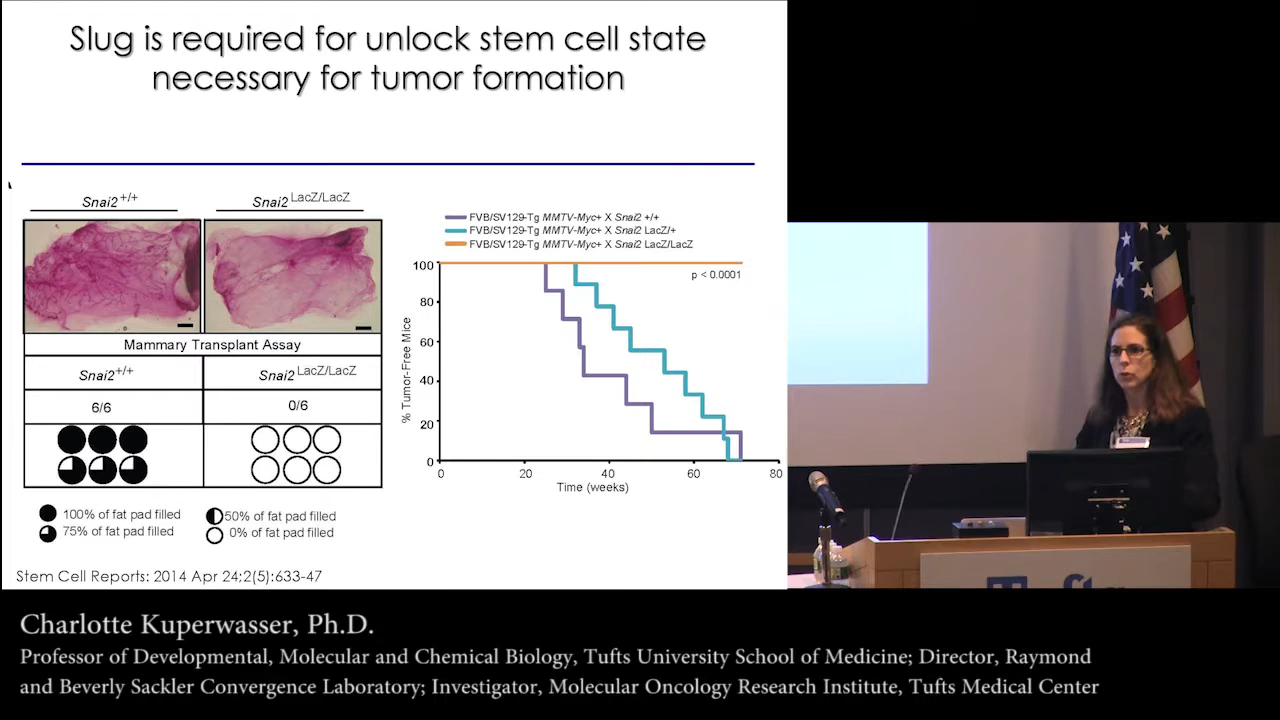 Slug is required for unlock stem cell state
necessary for tumor formation
Snai2 +/+
Snai2 LacZ/LacZ
Mammary Transplant Assay
Snai2 +/+
Snai2 LacZ/LacZ
6/6
0/6
100% of fat pad filled
50% of fat pad filled
75% of fat pad filled
0% of fat pad filled
FVB/SV129-Tg MMTV-Myc+ X Snai2 +/+
FVB/SV129-Tg MMTV-Myc+ X Snai2 LacZ/+
FVB/SV129-Tg MMTV-Myc+ X Snai2 LacZ/LacZ
p < 0.0001
% Tumor-Free Mice
100
80
60
40
20
0
0 20 40 60 80
Time (weeks)
Stem Cell Reports: 2014 Apr 24;2(5):633-47
Charlotte Kuperwasser, Ph.D.
Professor of Developmental, Molecular and Chemical Biology, Tufts University School of Medicine; Director, Raymond
and Beverly Sackler Convergence Laboratory; Investigator, Molecular Oncology Research Institute, Tufts Medical Center